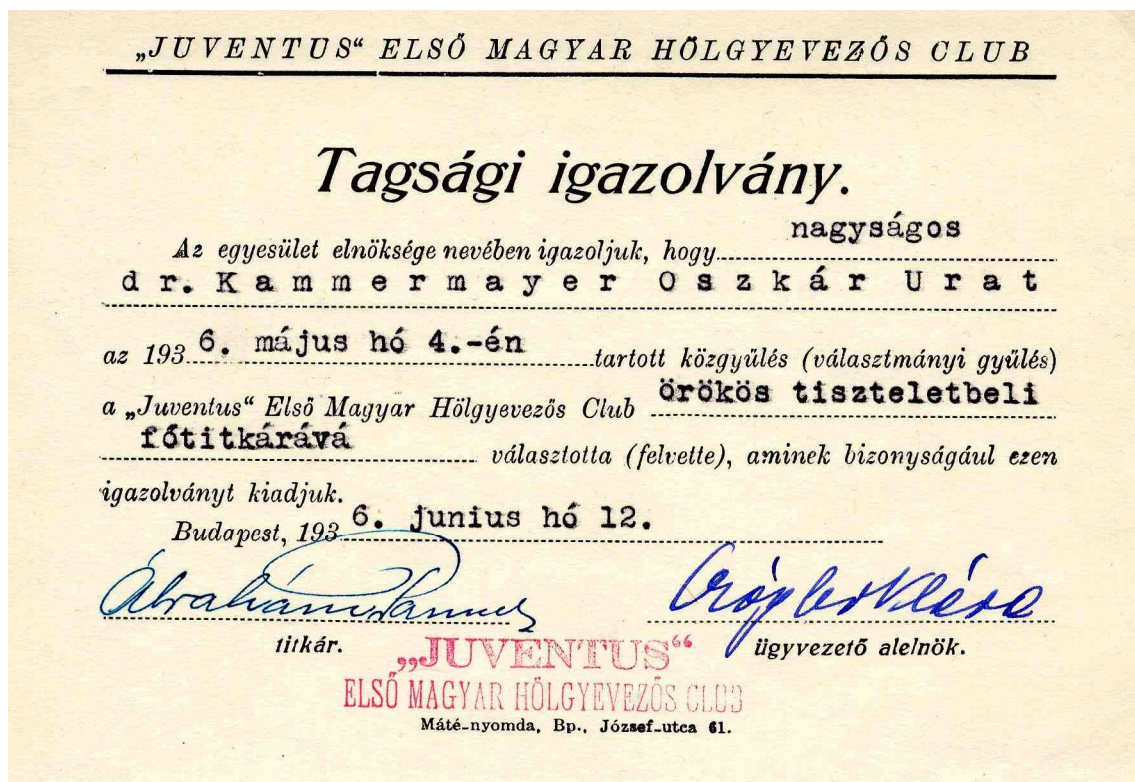 „JUVENTUS“ ELSŐ MAGYAR HÖLGYEVEZŐS CLUB
Tagsági igazolvány.
Az egyesület elnöksége nevében igazoljuk, hogy nagyságos
dr. Kammermayer Oszkár Urat
az 1936. május hó 4.-én tartott közgyűlés (választmányi gyűlés)
a „Juventus“ Első Magyar Hölgyevezős Club örökös tiszteletbeli
főtitkárává választotta (felvette), aminek bizonyságául ezen
igazolványt kiadjuk.
Budapest, 1936. junius hó 12.
Ábrahám Klára
titkár. ügyvezető alelnök.
„JUVENTUS“
ELSŐ MAGYAR HÖLGYEVEZŐS CLUB
Máté-nyomda, Bp., József-utca 61.